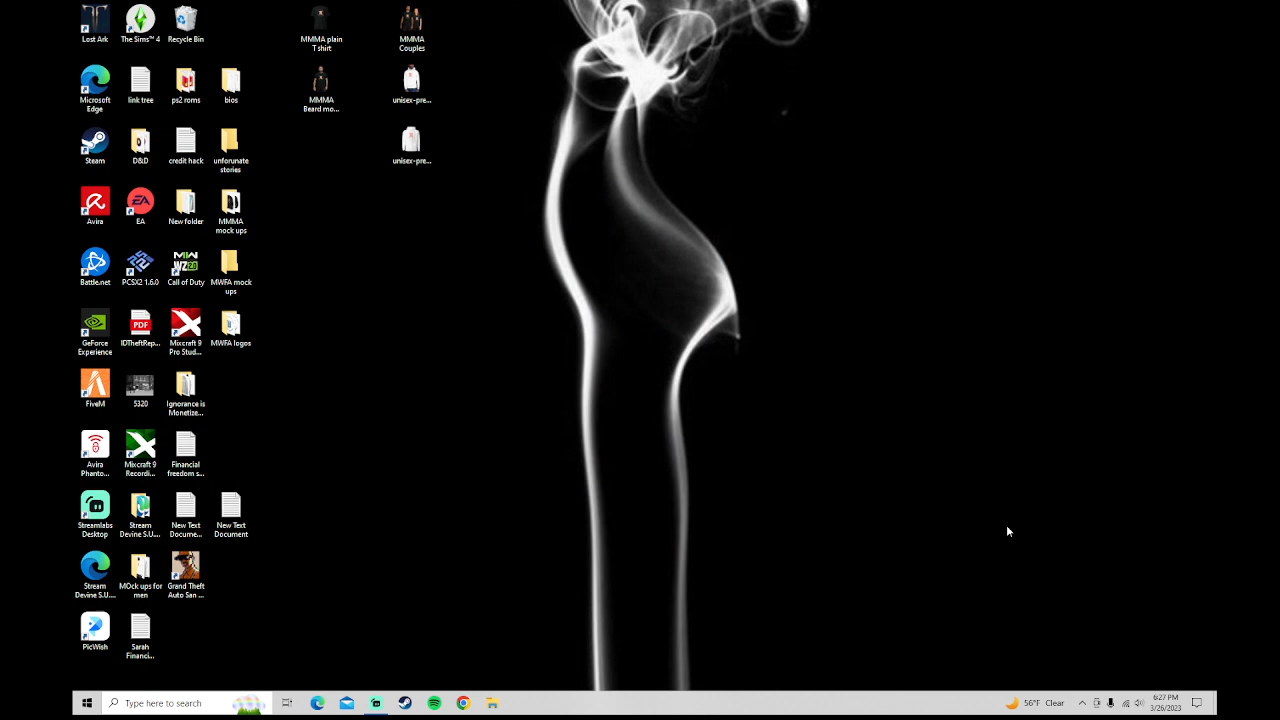 Lost Ark
The Sims™ 4
Recycle Bin
MMMA plain
T shirt
MMMA
Couples
Microsoft
Edge
link tree
ps2 roms
bios
MMMA
Beard mo...
unisex-pre...
Steam
D&D
credit hack
unforunate
stories
unisex-pre...
Avira
EA
New folder
MMMA
mock ups
Battle.net
PCSX2 1.6.0
MW
WZ 2.0
Call of Duty
MWFA mock
ups
GeForce
Experience
PDF
IDTheftRep...
Mixcraft 9
Pro Stud...
MWFA logos
FiveM
5320
Ignorance is
Monetize...
Avira
Phanto...
Mixcraft 9
Recordi...
Financial
freedom s...
Streamlabs
Desktop
Stream
Devine S.U....
New Text
Docume...
New Text
Document
Stream
Devine S.U....
MOck ups for
men
Grand Theft
Auto San ...
PicWish
Sarah
Financi...
Type here to search
56°F Clear
6:27 PM
3/26/2023